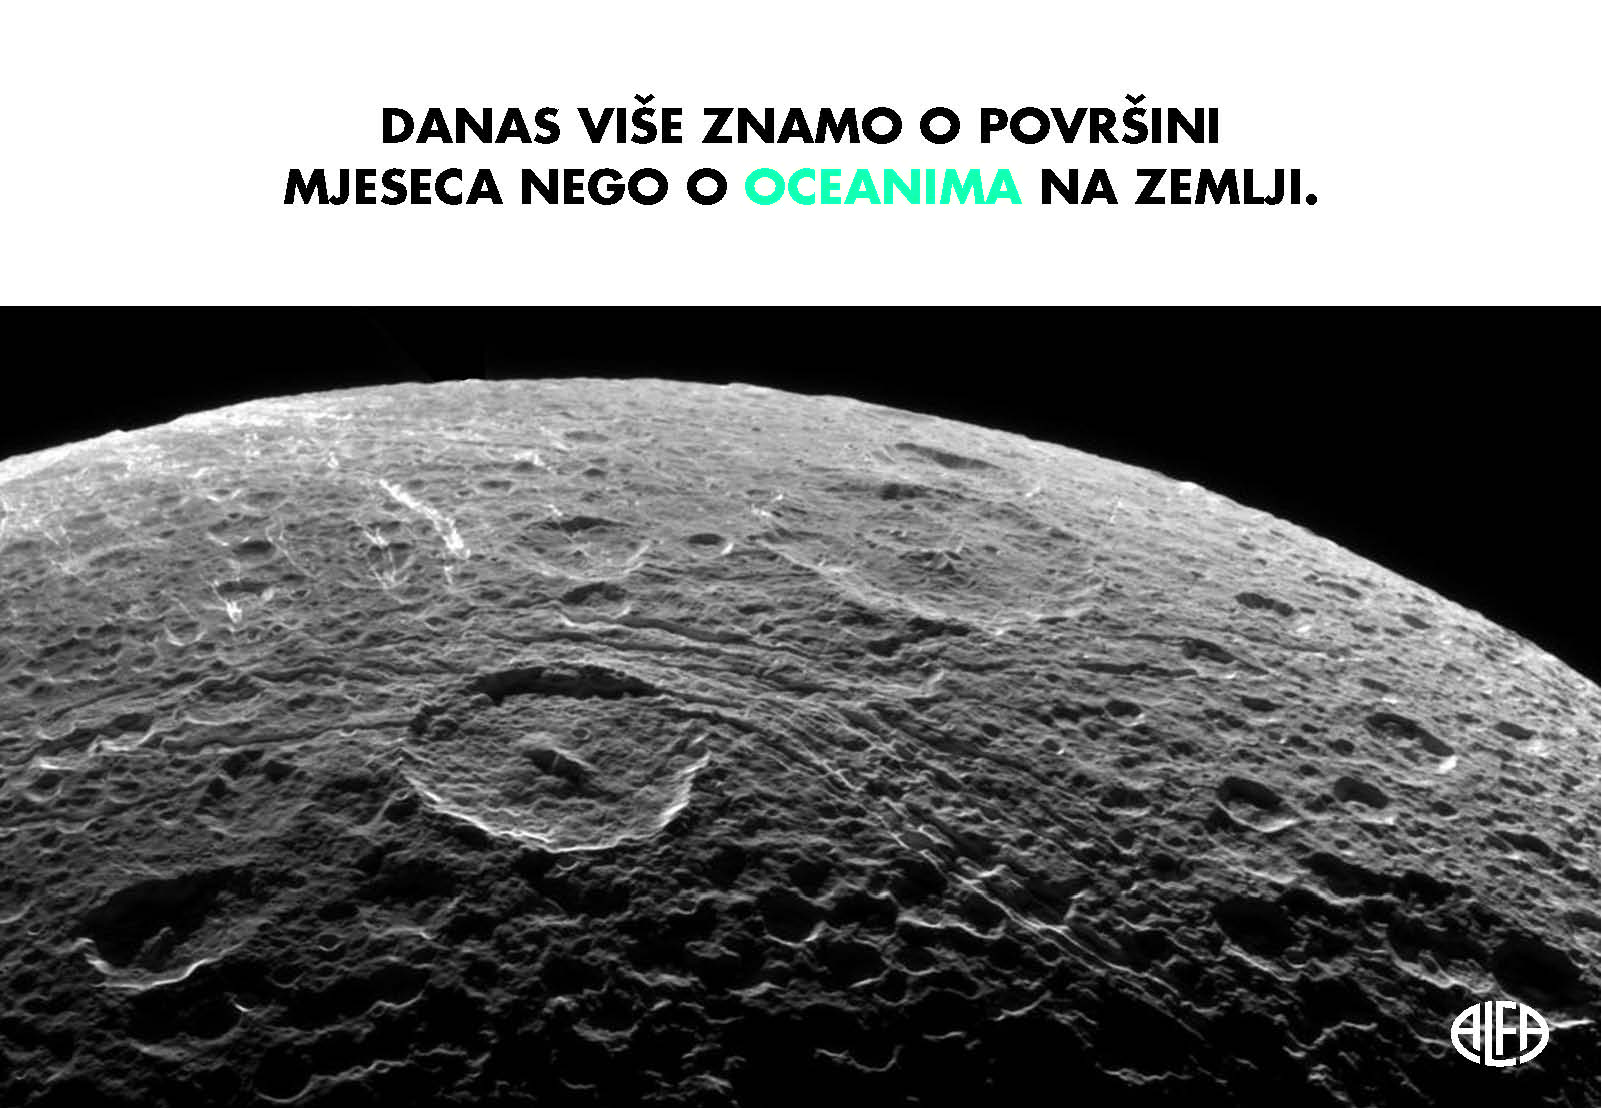 DANAS VIŠE ZNAMO O POVRŠINI
MJESECA NEGO O OCEANIMA NA ZEMLJI.
ALFA